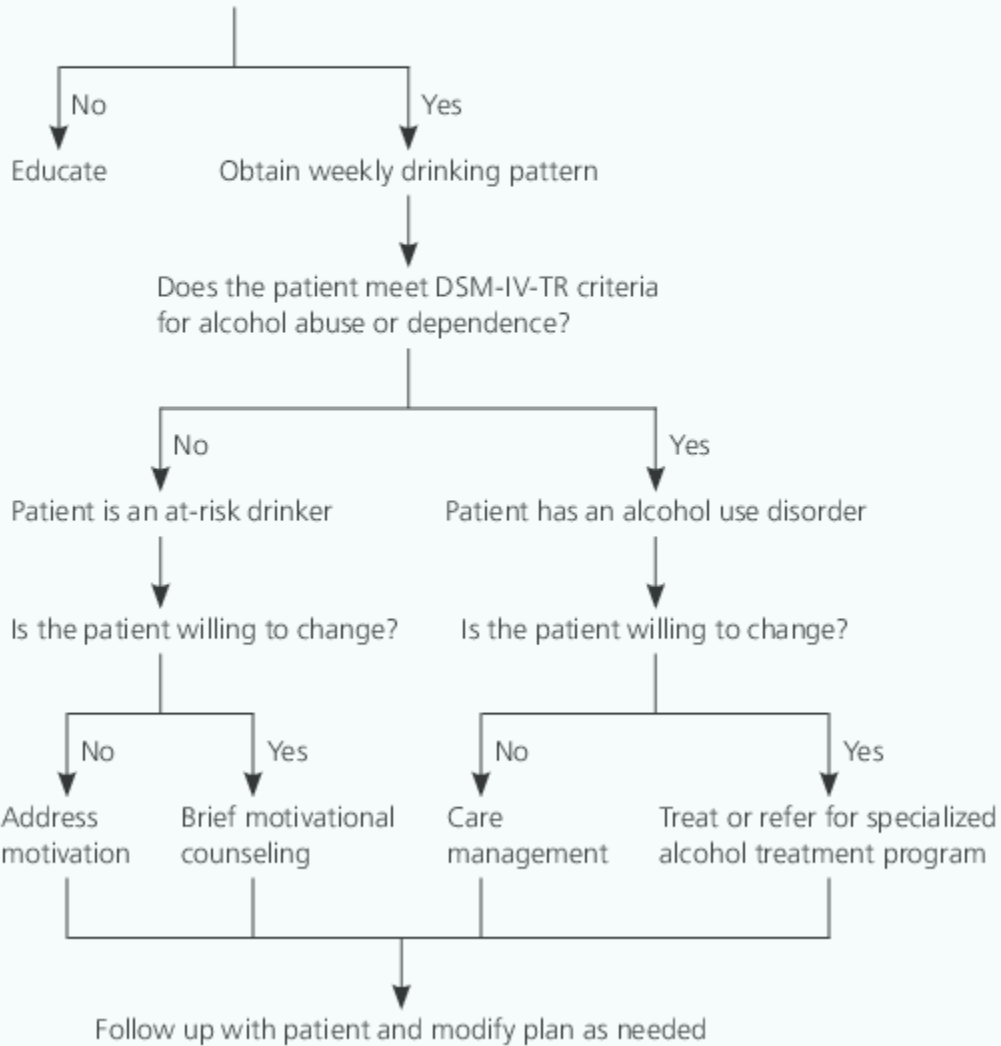 No
Yes
Educate
Obtain weekly drinking pattern
Does the patient meet DSM-IV-TR criteria
for alcohol abuse or dependence?
No
Yes
Patient is an at-risk drinker
Patient has an alcohol use disorder
Is the patient willing to change?
Is the patient willing to change?
No
Yes
No
Yes
Address
motivation
Brief motivational
counseling
Care
management
Treat or refer for specialized
alcohol treatment program
Follow up with patient and modify plan as needed